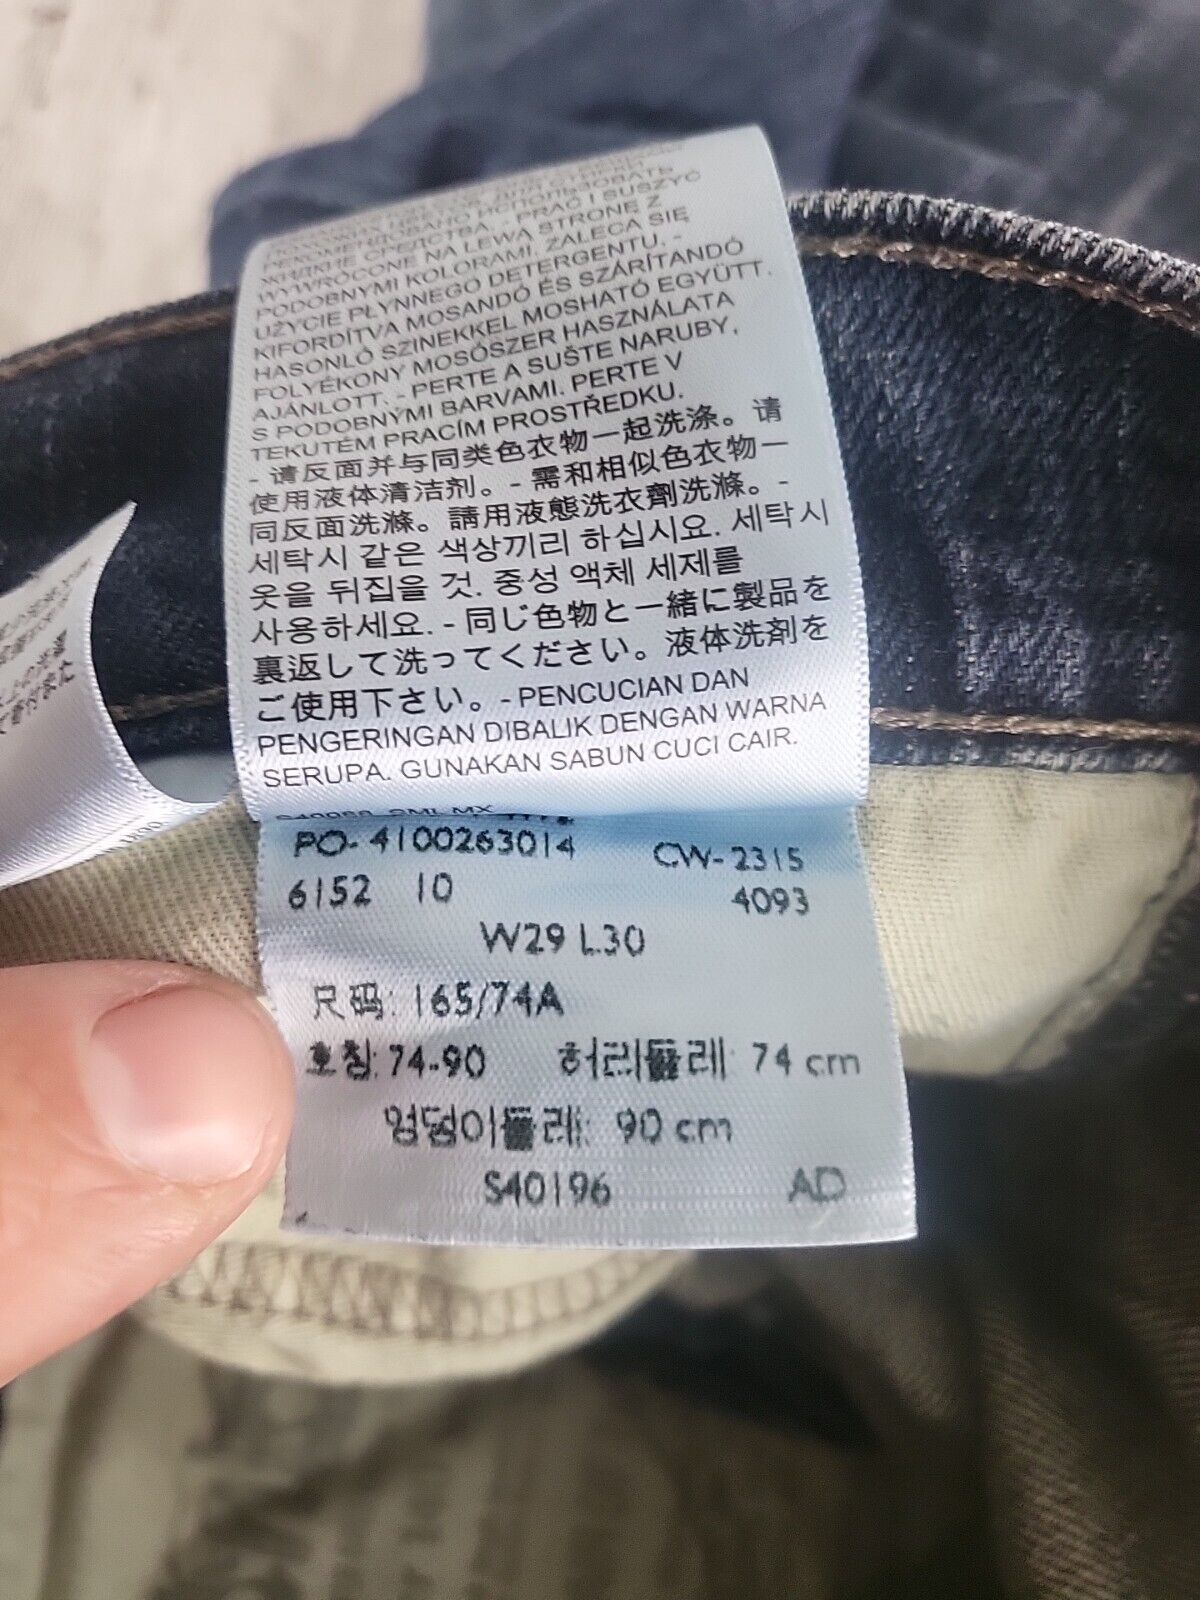 РЕКОМЕНДОВАНО ИСПОЛЬЗОВАТЬ
ЖИДКИЕ СРЕДСТВА. - PRAĆ I SUSZYĆ
WYWRÓCONE NA LEWĄ STRONĘ Z
PODOBNYMI KOLORAMI. ZALECA SIĘ
UŻYCIE PŁYNNEGO DETERGENTU. -
KIFORDÍTVA MOSANDÓ ÉS SZÁRÍTANDÓ
HASONLÓ SZINEKKEL MOSHATÓ EGYÜTT.
FOLYÉKONY MOSÓSZER HASZNÁLATA
AJÁNLOTT. - PERTE A SUŠTE NARUBY,
S PODOBNÝMI BARVAMI. PERTE V
TEKUTÉM PRACÍM PROSTŘEDKU.
- 请反面并与同类色衣物一起洗涤。请
使用液体清洁剂。- 需和相似色衣物一
同反面洗滌。請用液態洗衣劑洗滌。-
세탁시 같은 색상끼리 하십시요. 세탁시
옷을 뒤집을 것. 중성 액체 세제를
사용하세요. - 同じ色物と一緒に製品を
裏返して洗ってください。液体洗剤を
ご使用下さい。- PENCUCIAN DAN
PENGERINGAN DIBALIK DENGAN WARNA
SERUPA. GUNAKAN SABUN CUCI CAIR.
PO- 4100263014 CW-2315
6152 10 4093
W29 L30
尺码: 165/74A
호칭: 74-90 허리둘레: 74 cm
엉덩이둘레: 90 cm
S40196 AD